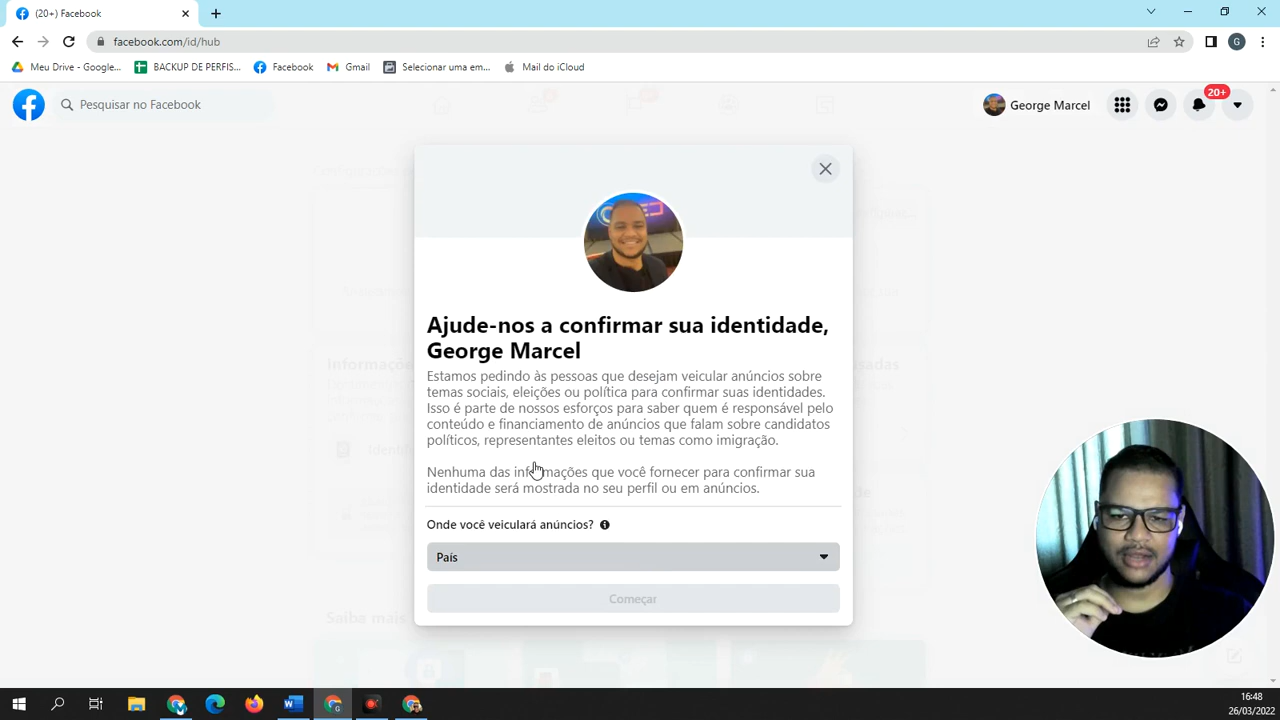 (20+) Facebook
facebook.com/id/hub
G
Meu Drive - Google...
BACKUP DE PERFIS...
Facebook
Gmail
Selecionar uma em...
Mail do iCloud
Pesquisar no Facebook
George Marcel
20+
Configurações
Ajude-nos a confirmar sua identidade,
George Marcel
Estamos pedindo às pessoas que desejam veicular anúncios sobre
temas sociais, eleições ou política para confirmar suas identidades.
Isso é parte de nossos esforços para saber quem é responsável pelo
conteúdo e financiamento de anúncios que falam sobre candidatos
políticos, representantes eleitos ou temas como imigração.
Nenhuma das informações que você fornecer para confirmar sua
identidade será mostrada no seu perfil ou em anúncios.
Onde você veiculará anúncios?
País
Começar
Saiba mais
16:48
26/03/2022